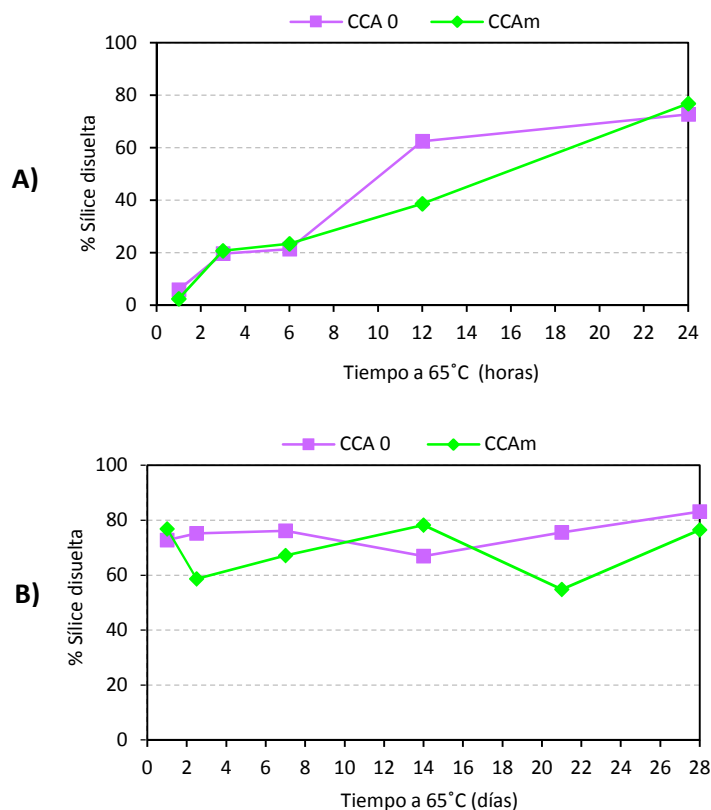 CCA 0 CCAm
100
80
60
40
20
0
% Sílice disuelta
A)
0 2 4 6 8 10 12 14 16 18 20 22 24
Tiempo a 65˚C (horas)
CCA 0 CCAm
100
80
60
40
20
0
% Sílice disuelta
B)
0 2 4 6 8 10 12 14 16 18 20 22 24 26 28
Tiempo a 65˚C (días)